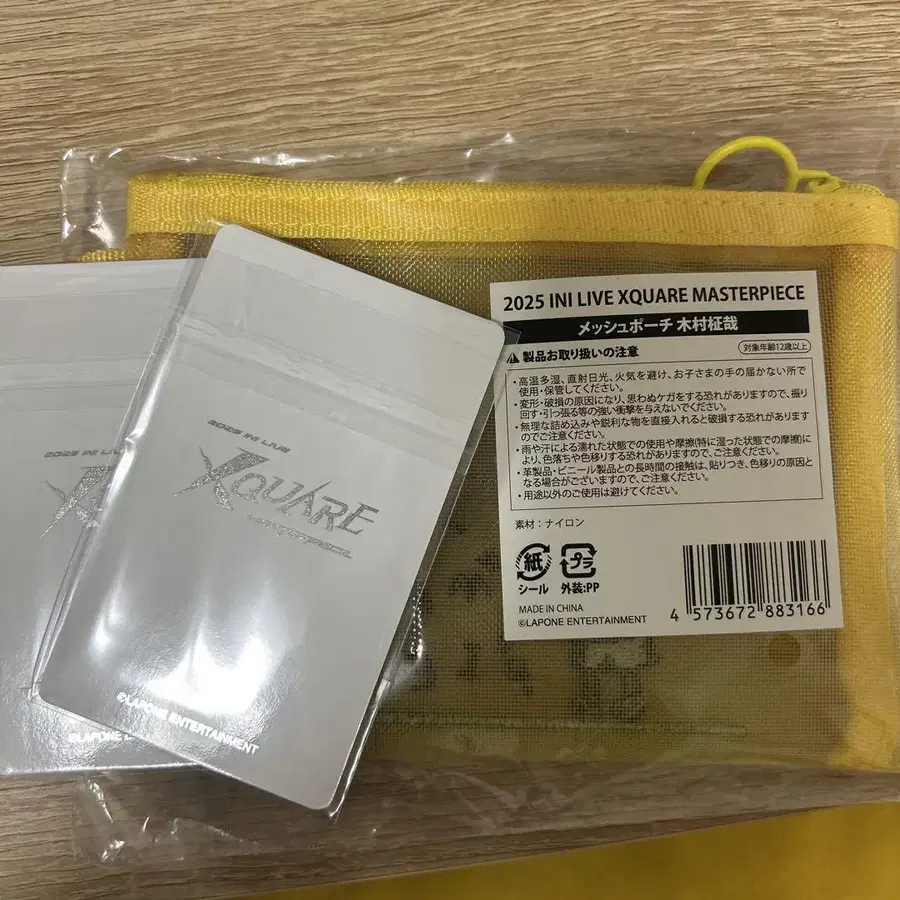 2025 INI LIVE XQUARE MASTERPIECE
メッシュポーチ 木村柾哉
製品お取り扱いの注意
対象年齢12歳以上
・高温多湿、直射日光、火気を避け、お子さまの手の届かない所で
使用・保管してください。
・変形・破損の原因になり、思わぬケガをする恐れがありますので、振り
回す・引っ張る等の強い衝撃を与えないでください。
・無理な詰め込みや鋭利な物を直接入れると破損する恐れがあります
のでご注意ください。
・雨や汗による濡れた状態での使用や摩擦(特に湿った状態での摩擦)に
より、色落ちや色移りする恐れがありますので、ご注意ください。
・革製品・ビニール製品との長時間の接触は、貼りつき、色移りの原因と
なる場合がございますので、ご注意ください。
・用途以外のご使用は避けてください。
素材：ナイロン
紙
シール
プラ
外装:PP
MADE IN CHINA
©LAPONE ENTERTAINMENT
4 573672 883166
2025 INI LIVE
XQUARE
©LAPONE ENTERTAINMENT
2025 INI LIVE
©LAPONE